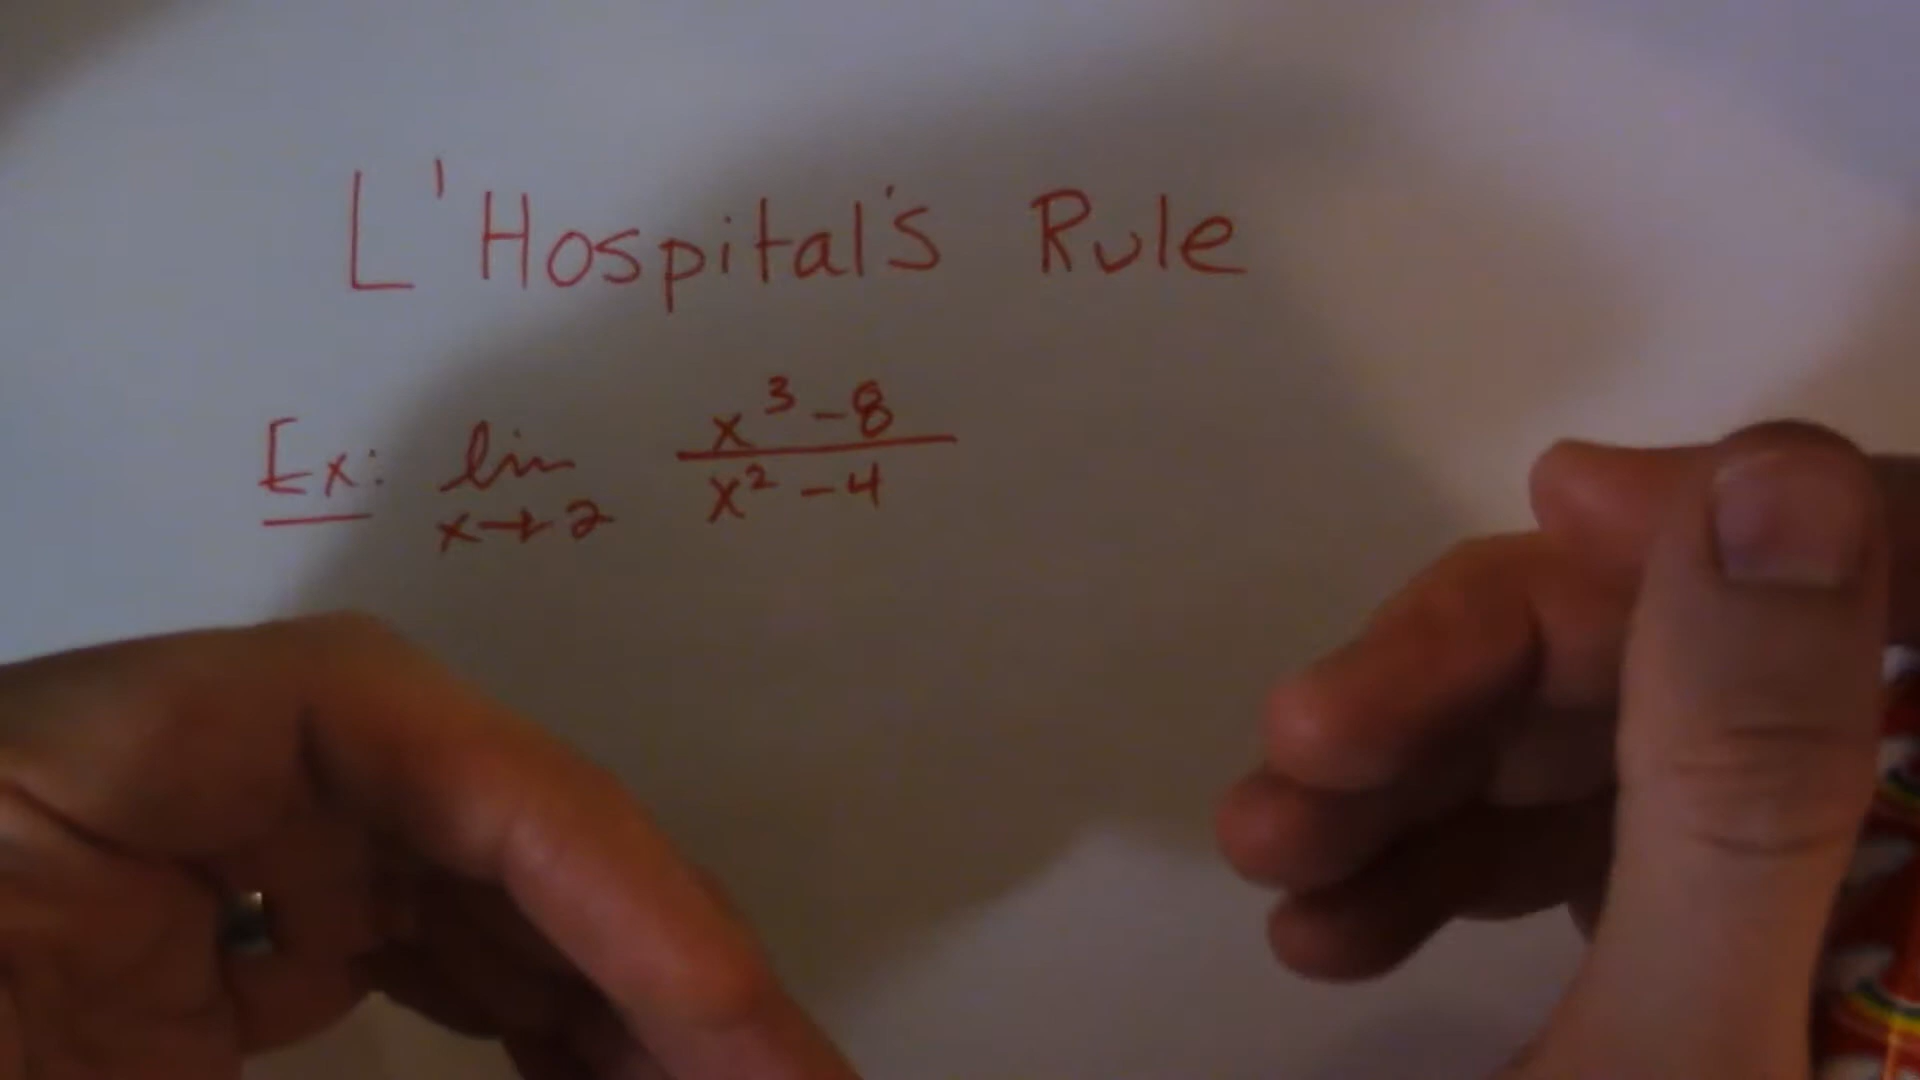 L'Hospital's Rule
Ex: lim x→2 x³-8 / x²-4